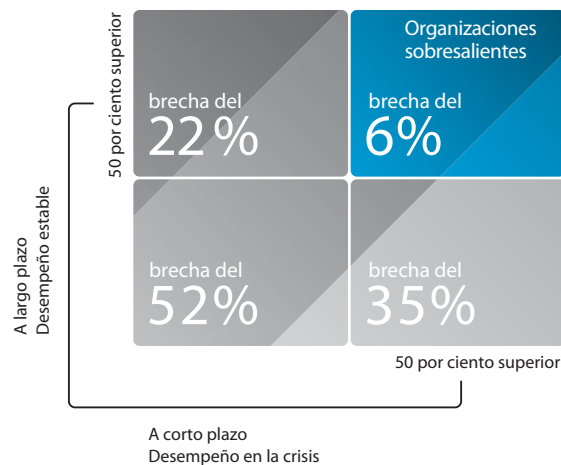 Organizaciones
sobresalientes
50 por ciento superior
brecha del
22%
brecha del
6%
A largo plazo
Desempeño estable
brecha del
52%
brecha del
35%
50 por ciento superior
A corto plazo
Desempeño en la crisis